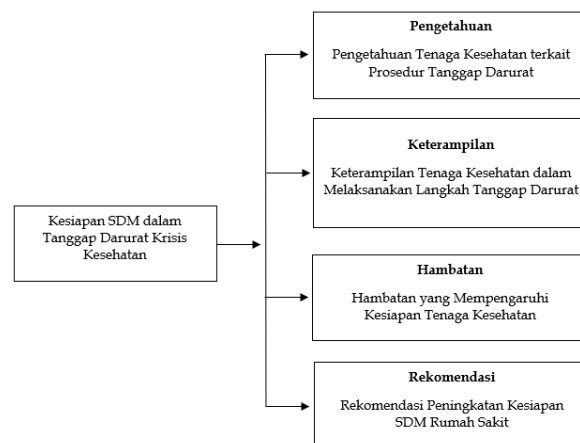 Pengetahuan
Pengetahuan Tenaga Kesehatan terkait
Prosedur Tanggap Darurat
Keterampilan
Keterampilan Tenaga Kesehatan dalam
Melaksanakan Langkah Tanggap Darurat
Kesiapan SDM dalam
Tanggap Darurat Krisis
Kesehatan
Hambatan
Hambatan yang Mempengaruhi
Kesiapan Tenaga Kesehatan
Rekomendasi
Rekomendasi Peningkatan Kesiapan
SDM Rumah Sakit